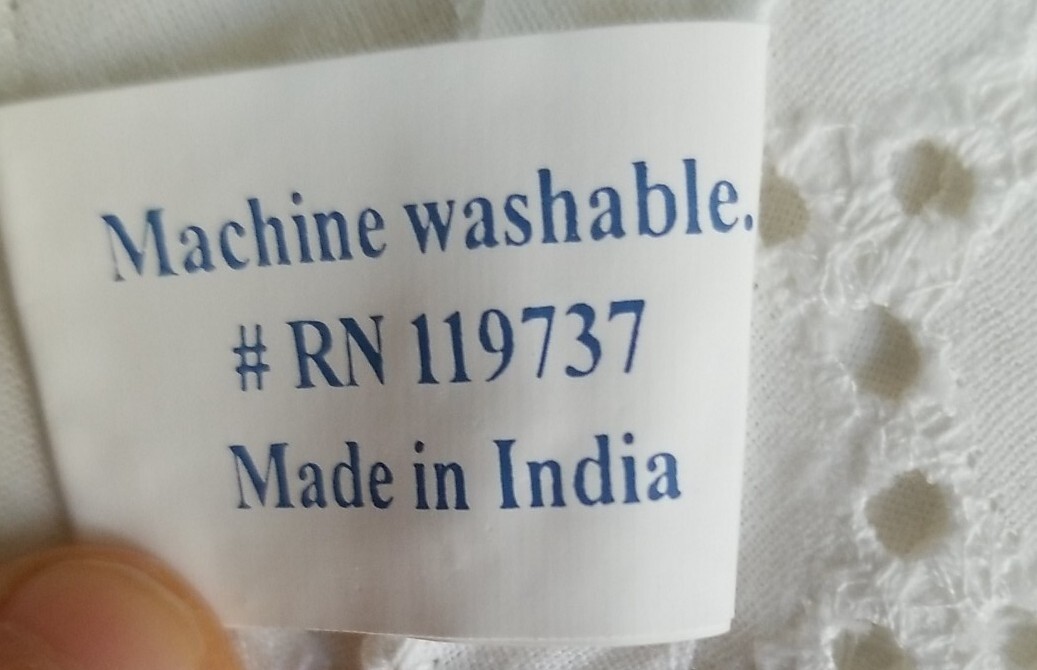 Machine washable.
# RN 119737
Made in India